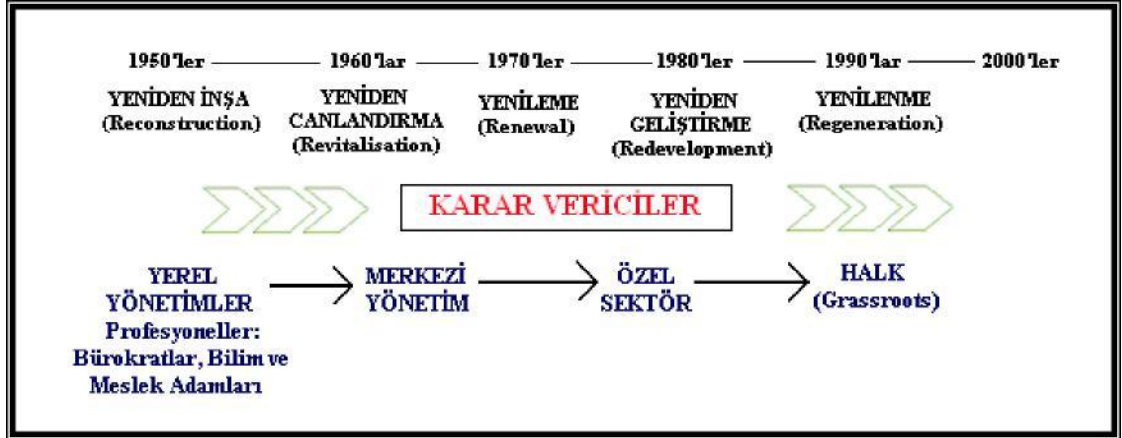 1950'ler 1960'lar 1970'ler 1980'ler 1990'lar 2000'ler
YENİDEN İNŞA
(Reconstruction)
YENİDEN
CANLANDIRMA
(Revitalisation)
YENİLEME
(Renewal)
YENİDEN
GELİŞTİRME
(Redevelopment)
YENİLENME
(Regeneration)
KARAR VERİCİLER
YEREL
YÖNETİMLER
Profesyoneller:
Bürokratlar, Bilim ve
Meslek Adamları
MERKEZİ
YÖNETİM
ÖZEL
SEKTÖR
HALK
(Grassroots)